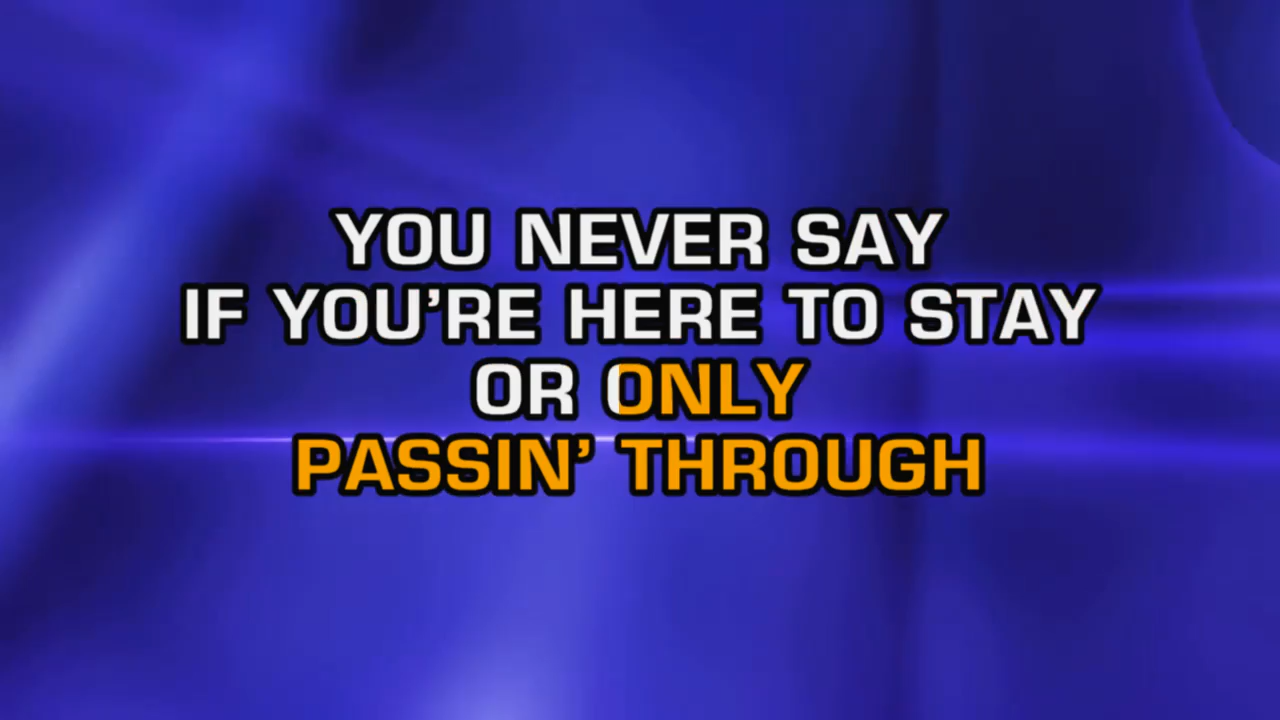 YOU NEVER SAY
IF YOU’RE HERE TO STAY
OR ONLY
PASSIN’ THROUGH